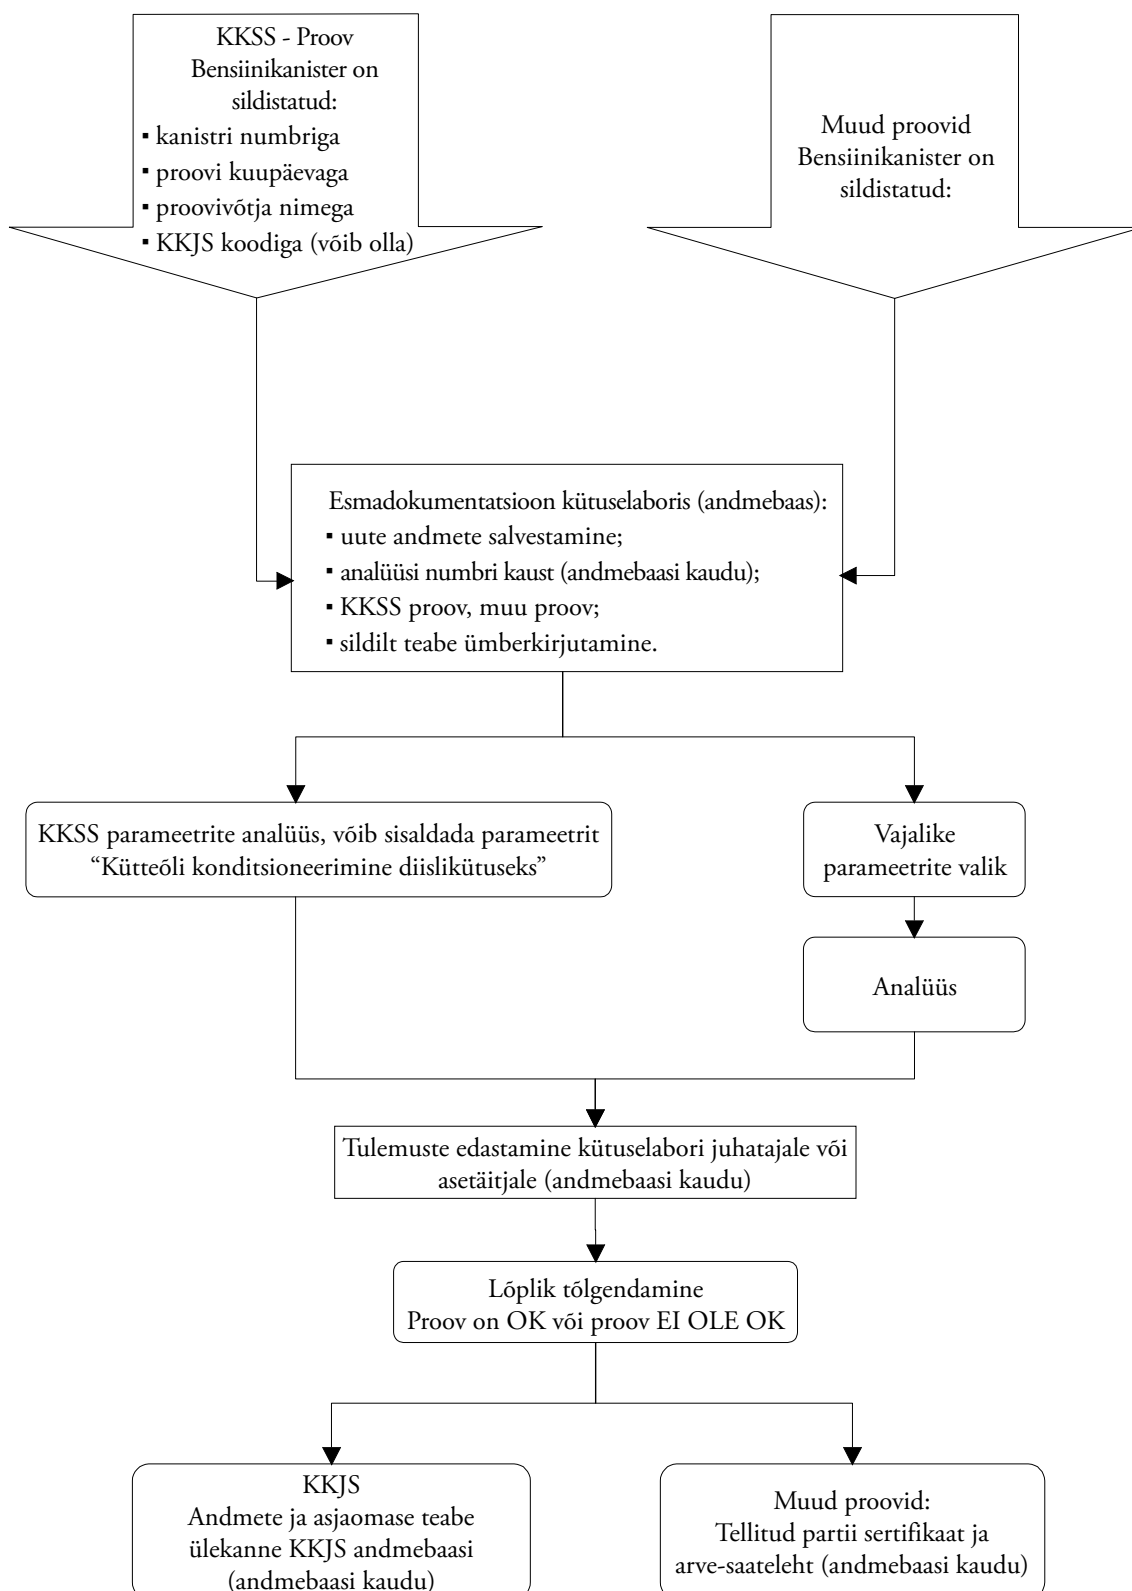 KKSS - Proov
Bensiinikanister on
sildistatud:
▪ kanistri numbriga
▪ proovi kuupäevaga
▪ proovivõtja nimega
▪ KKJS koodiga (võib olla)
Muud proovid
Bensiinikanister on
sildistatud:
Esmadokumentatsioon kütuselaboris (andmebaas):
▪ uute andmete salvestamine;
▪ analüüsi numbri kaust (andmebaasi kaudu);
▪ KKSS proov, muu proov;
▪ sildilt teabe ümberkirjutamine.
KKSS parameetrite analüüs, võib sisaldada parameetrit
“Kütteõli konditsioneerimine diislikütuseks”
Vajalike
parameetrite valik
Analüüs
Tulemuste edastamine kütuselabori juhatajale või
asetäitjale (andmebaasi kaudu)
Lóplik tõlgendamine
Proov on OK või proov EI OLE OK
KKJS
Andmete ja asjaomase teabe
ülekanne KKJS andmebaasi
(andmebaasi kaudu)
Muud proovid:
Tellitud partii sertifikaat ja
arve-saateleht (andmebaasi kaudu)